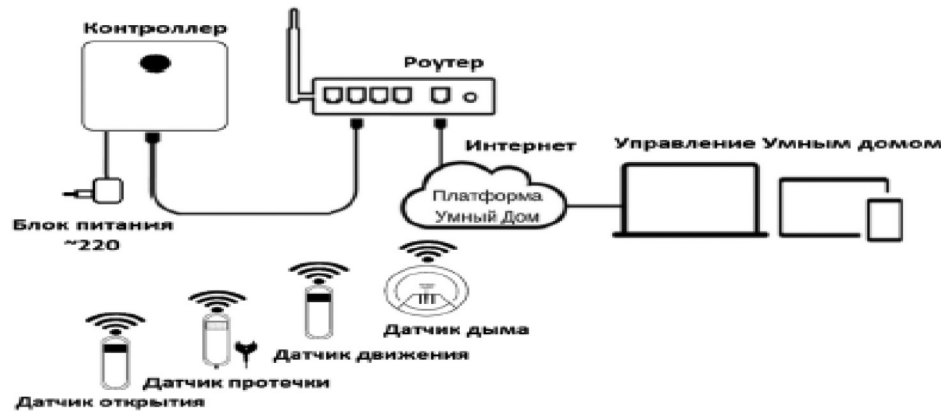 Контроллер
Роутер
Интернет
Управление Умным домом
Платформа
Умный Дом
Блок питания
~220
Датчик дыма
Датчик движения
Датчик протечки
Датчик открытия